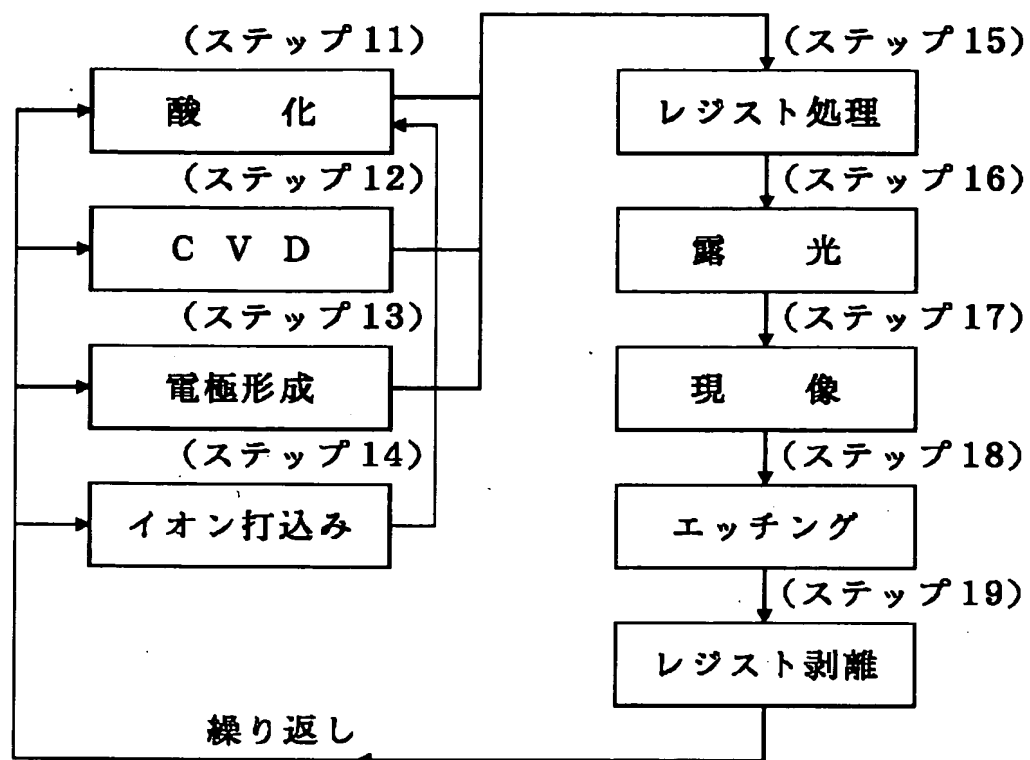 (ステップ11)
酸化
(ステップ12)
CVD
(ステップ13)
電極形成
(ステップ14)
イオン打込み
(ステップ15)
レジスト処理
(ステップ16)
露光
(ステップ17)
現像
(ステップ18)
エッチング
(ステップ19)
レジスト剥離
繰り返し